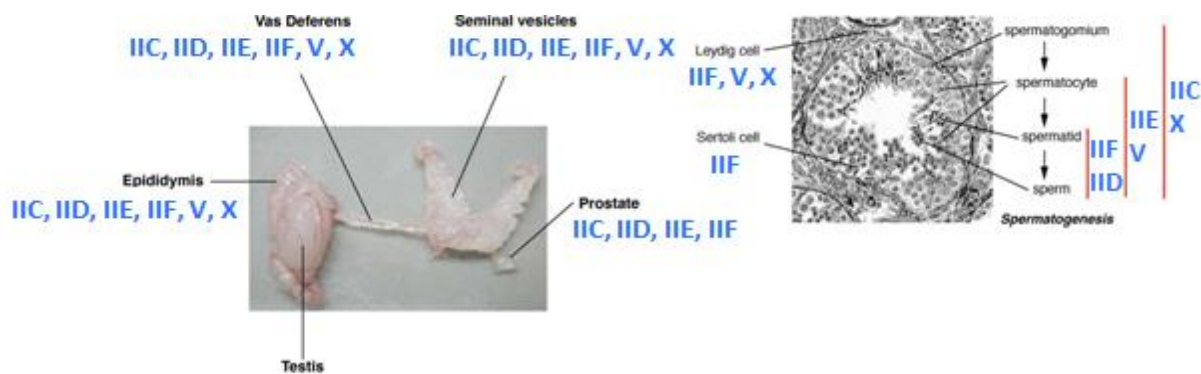 Vas Deferens
IIC, IID, IIE, IIF, V, X
Seminal vesicles
IIC, IID, IIE, IIF, V, X
Epididymis
IIC, IID, IIE, IIF, V, X
Prostate
IIC, IID, IIE, IIF
Testis
Leydig cell
IIF, V, X
Sertoli cell
IIF
spermatogomium
spermatocyte
spermatid
sperm
Spermatogenesis
IIF
IID
IIE
V
IIC
X